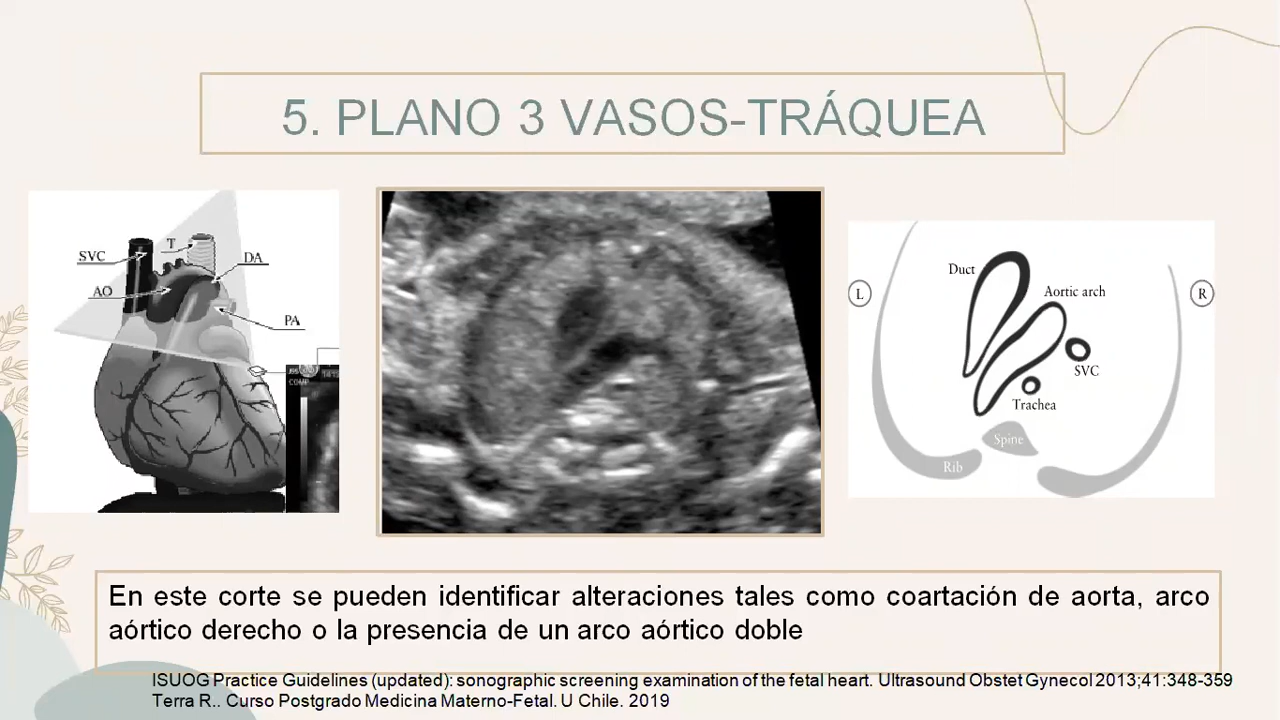 5. PLANO 3 VASOS-TRÁQUEA
SVC
T
DA
AO
PA
COMP
Duct
L
Aortic arch
R
SVC
Trachea
Spine
Rib
En este corte se pueden identificar alteraciones tales como coartación de aorta, arco
aórtico derecho o la presencia de un arco aórtico doble
ISUOG Practice Guidelines (updated): sonographic screening examination of the fetal heart. Ultrasound Obstet Gynecol 2013;41:348-359
Terra R.. Curso Postgrado Medicina Materno-Fetal. U Chile. 2019